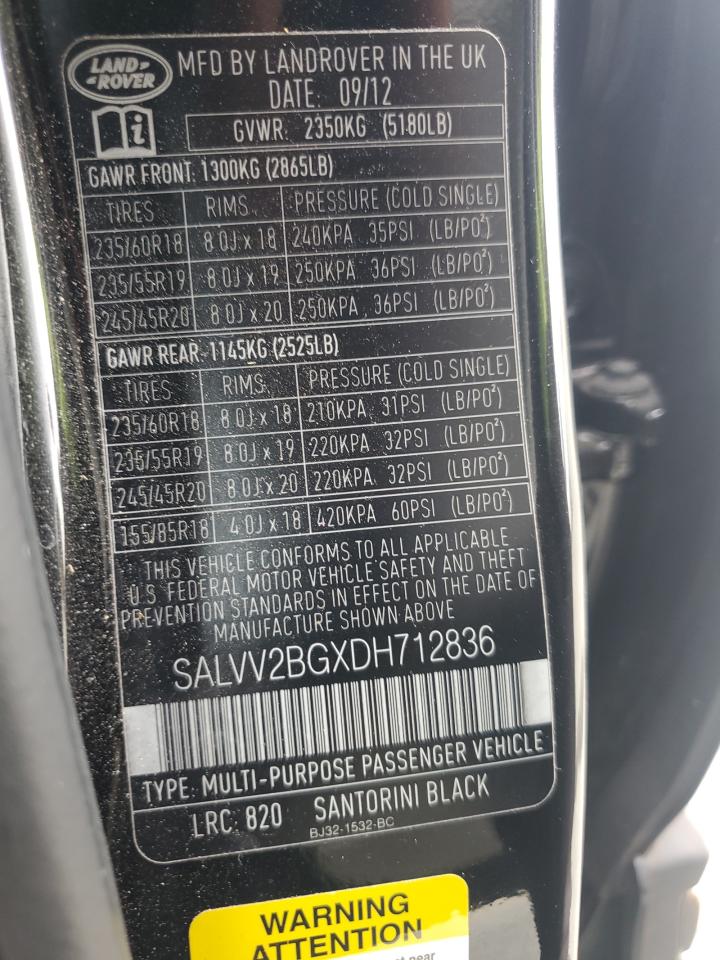 LAND-
-ROVER
MFD BY LANDROVER IN THE UK
DATE: 09/12
i
GVWR: 2350KG (5180LB)
GAWR FRONT: 1300KG (2865LB)
TIRES RIMS PRESSURE (COLD SINGLE)
235/60R18 8.0J x 18 240KPA, 35PSI (LB/PO²)
235/55R19 8.0J x 19 250KPA, 36PSI (LB/PO²)
245/45R20 8.0J x 20 250KPA, 36PSI (LB/PO²)
GAWR REAR: 1145KG (2525LB)
TIRES RIMS PRESSURE (COLD SINGLE)
235/60R18 8.0J x 18 210KPA, 31PSI (LB/PO²)
235/55R19 8.0J x 19 220KPA, 32PSI (LB/PO²)
245/45R20 8.0J x 20 220KPA, 32PSI (LB/PO²)
155/85R18 4.0J x 18 420KPA, 60PSI (LB/PO²)
THIS VEHICLE CONFORMS TO ALL APPLICABLE
U.S. FEDERAL MOTOR VEHICLE SAFETY AND THEFT
PREVENTION STANDARDS IN EFFECT ON THE DATE OF
MANUFACTURE SHOWN ABOVE
SALVV2BGXDH712836
TYPE: MULTI-PURPOSE PASSENGER VEHICLE
LRC: 820 SANTORINI BLACK
BJ32-1532-BC
WARNING
ATTENTION
near